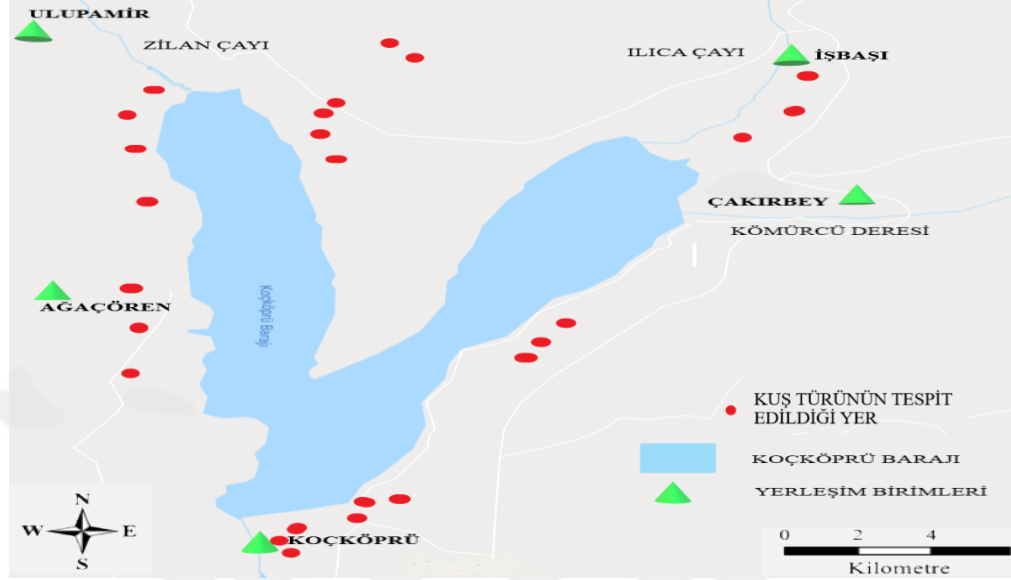 ULUPAMİR
ZİLAN ÇAYI
ILICA ÇAYI
İŞBAŞI
ÇAKIRBEY
KÖMÜRCÜ DERESİ
AĞAÇÖREN
Koçköprü Barajı
KUŞ TÜRÜNÜN TESPİT
EDİLDİĞİ YER
KOÇKÖPRÜ BARAJI
YERLEŞİM BİRİMLERİ
N
W E
S
KOÇKÖPRÜ
0 2 4
Kilometre